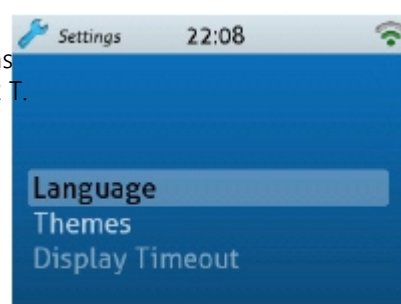 Settings 22:08
T.
Language
Themes
Display Timeout